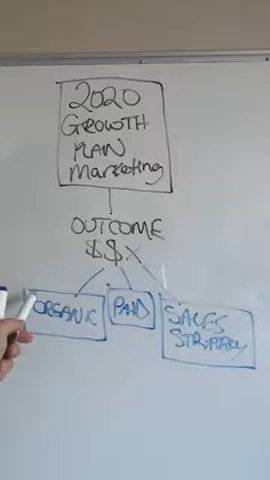 2020
GROWTH
PLAN
Marketing
OUTCOME
$$X
ORGANIC
PAID
SALES
STRATEGY